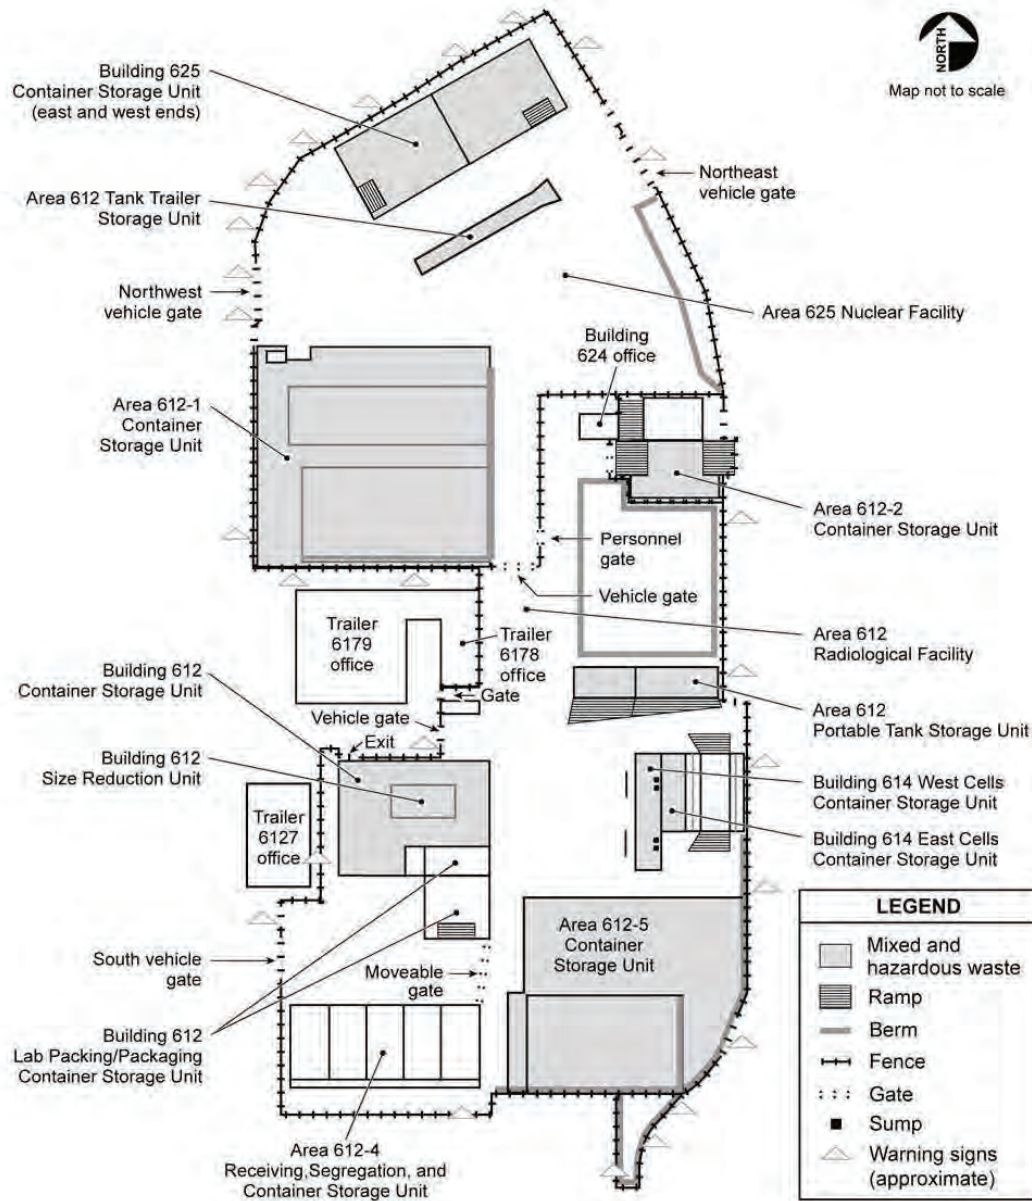 NORTH
Map not to scale
Building 625
Container Storage Unit
(east and west ends)
Northeast
vehicle gate
Area 612 Tank Trailer
Storage Unit
Northwest
vehicle gate
Area 625 Nuclear Facility
Building
624 office
Area 612-1
Container
Storage Unit
Area 612-2
Container Storage Unit
Personnel
gate
Vehicle gate
Trailer
6179
office
Trailer
6178
office
Area 612
Radiological Facility
Building 612
Container Storage Unit
Gate
Vehicle gate
Exit
Area 612
Portable Tank Storage Unit
Building 612
Size Reduction Unit
Building 614 West Cells
Container Storage Unit
Trailer
6127
office
Building 614 East Cells
Container Storage Unit
Area 612-5
Container
Storage Unit
South vehicle
gate
Moveable
gate
Building 612
Lab Packing/Packaging
Container Storage Unit
Area 612-4
Receiving,Segregation, and
Container Storage Unit
LEGEND
Mixed and
hazardous waste
Ramp
Berm
Fence
Gate
Sump
Warning signs
(approximate)